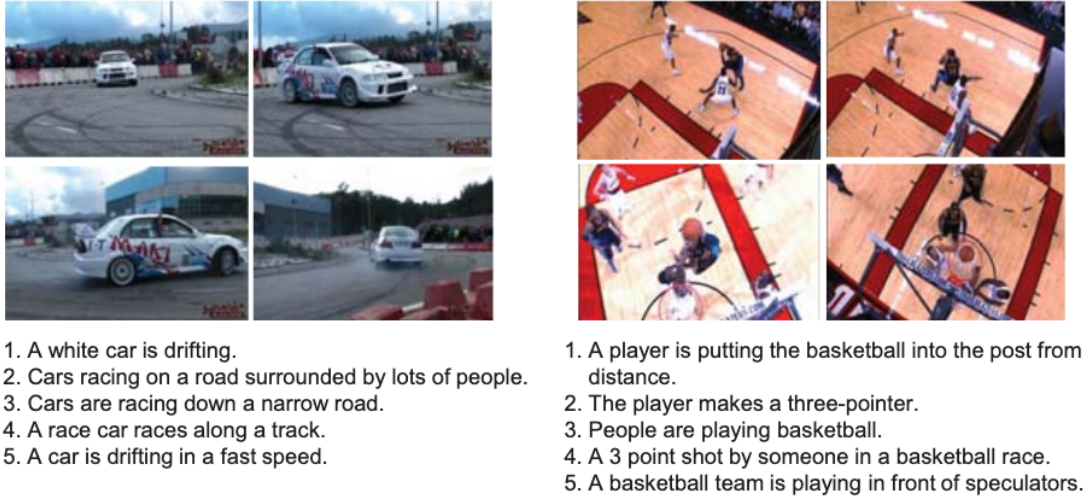 1. A white car is drifting.
2. Cars racing on a road surrounded by lots of people.
3. Cars are racing down a narrow road.
4. A race car races along a track.
5. A car is drifting in a fast speed.
1. A player is putting the basketball into the post from
distance.
2. The player makes a three-pointer.
3. People are playing basketball.
4. A 3 point shot by someone in a basketball race.
5. A basketball team is playing in front of speculators.